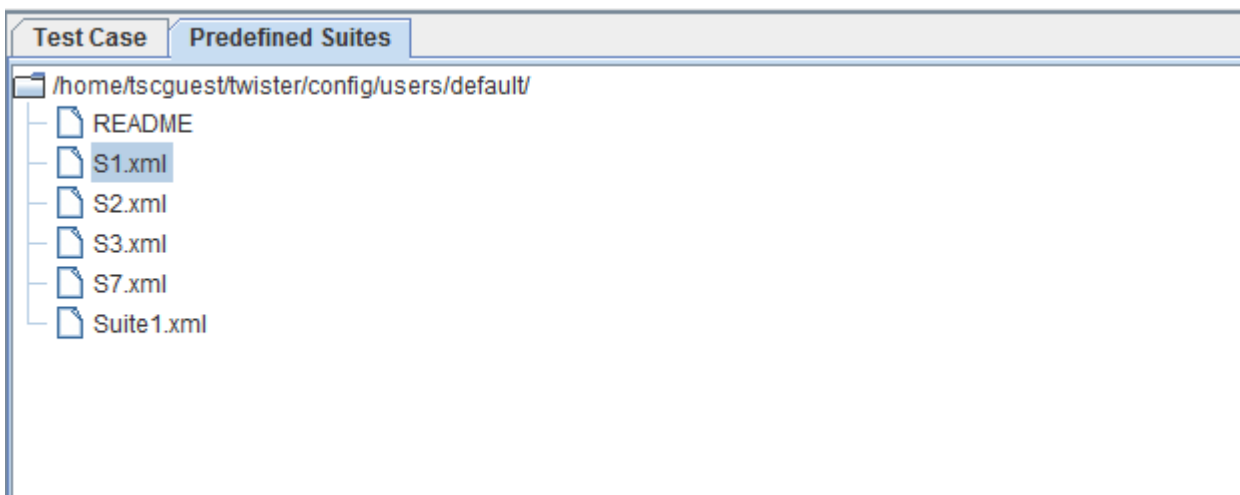 Test Case Predefined Suites
/home/tscguest/twister/config/users/default/
README
S1.xml
S2.xml
S3.xml
S7.xml
Suite1.xml